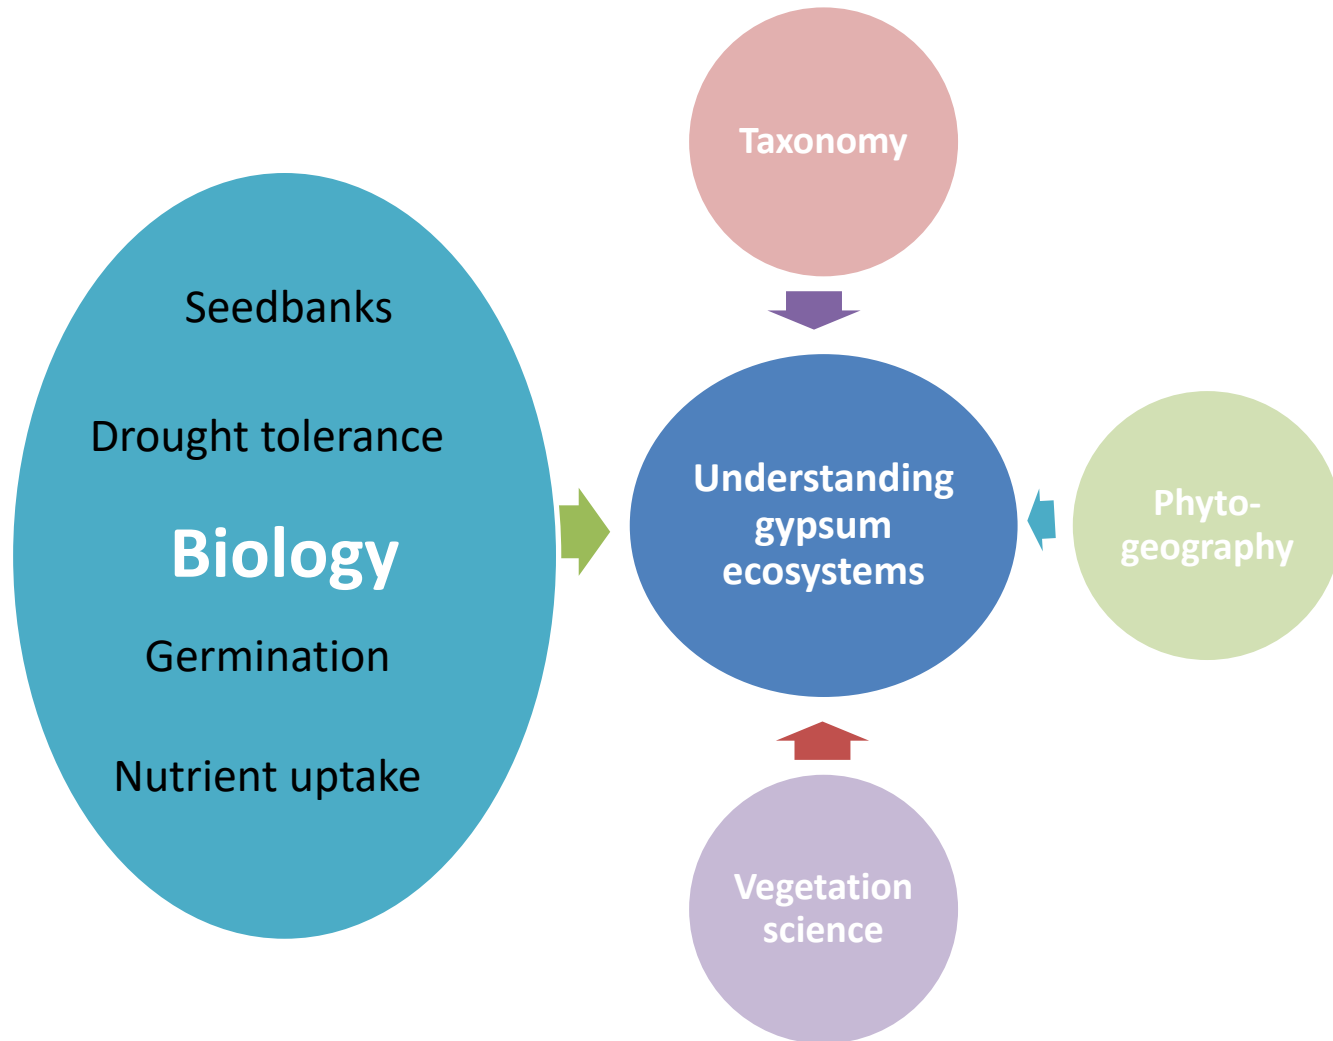 Taxonomy
Seedbanks
Drought tolerance
Biology
Germination
Nutrient uptake
Understanding
gypsum
ecosystems
Phyto-
geography
Vegetation
science